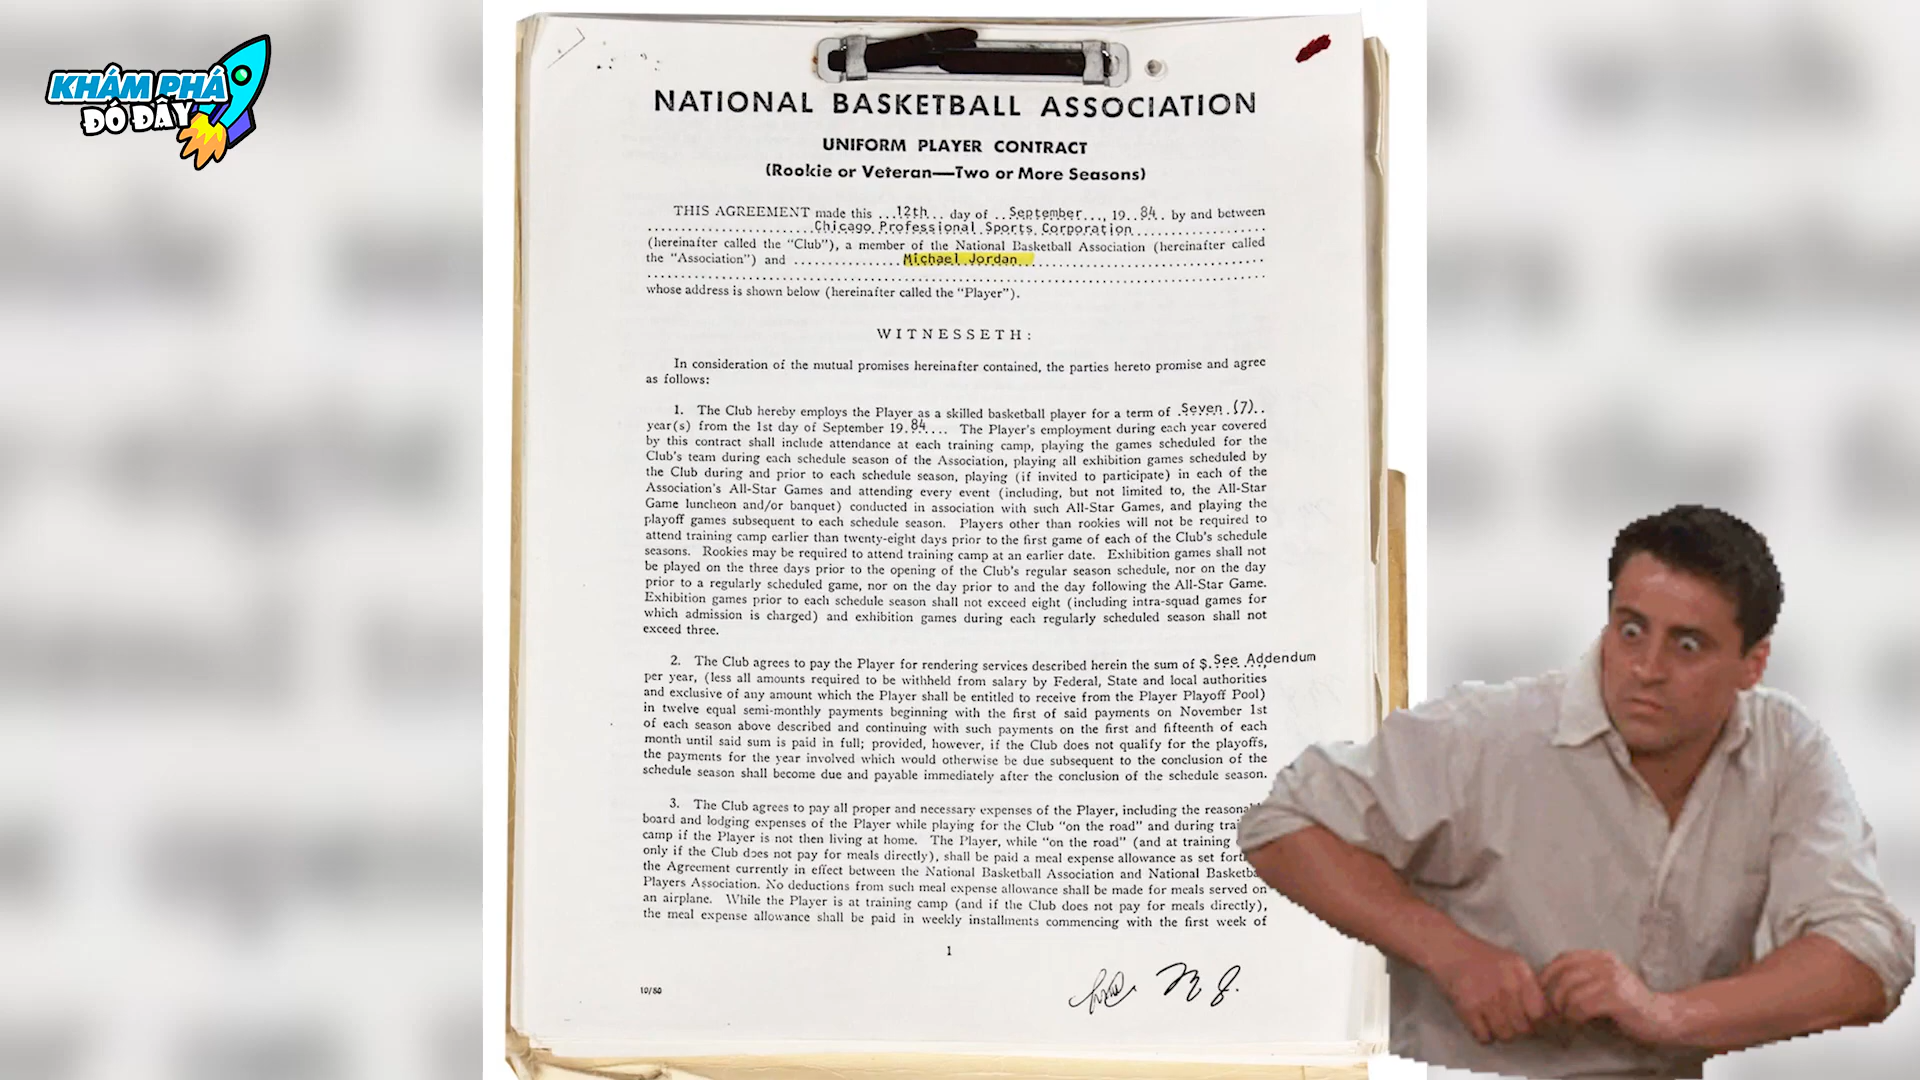 KHÁM PHÁ
ĐÓ ĐÂY
NATIONAL BASKETBALL ASSOCIATION
UNIFORM PLAYER CONTRACT
(Rookie or Veteran—Two or More Seasons)
THIS AGREEMENT made this ...12th... day of ..September..., 19..84.. by and between
Chicago Professional Sports Corporation
(hereinafter called the "Club"), a member of the National Basketball Association (hereinafter called
the "Association") and Michael Jordan
whose address is shown below (hereinafter called the "Player").
WITNESSETH:
In consideration of the mutual promises hereinafter contained, the parties hereto promise and agree
as follows:
1. The Club hereby employs the Player as a skilled basketball player for a term of .Seven.(7)..
year(s) from the 1st day of September 19.84.... The Player's employment during each year covered
by this contract shall include attendance at each training camp, playing the games scheduled for the
Club's team during each schedule season of the Association, playing all exhibition games scheduled by
the Club during and prior to each schedule season, playing (if invited to participate) in each of the
Association's All-Star Games and attending every event (including, but not limited to, the All-Star
Game luncheon and/or banquet) conducted in association with such All-Star Games, and playing the
playoff games subsequent to each schedule season. Players other than rookies will not be required to
attend training camp earlier than twenty-eight days prior to the first game of each of the Club's schedule
seasons. Rookies may be required to attend training camp at an earlier date. Exhibition games shall not
be played on the three days prior to the opening of the Club's regular season schedule, nor on the day
prior to a regularly scheduled game, nor on the day prior to and the day following the All-Star Game.
Exhibition games prior to each schedule season shall not exceed eight (including intra-squad games for
which admission is charged) and exhibition games during each regularly scheduled season shall not
exceed three.
2. The Club agrees to pay the Player for rendering services described herein the sum of $.See Addendum
per year, (less all amounts required to be withheld from salary by Federal, State and local authorities
and exclusive of any amount which the Player shall be entitled to receive from the Player Playoff Pool)
in twelve equal semi-monthly payments beginning with the first of said payments on November 1st
of each season above described and continuing with such payments on the first and fifteenth of each
month until said sum is paid in full; provided, however, if the Club does not qualify for the playoffs,
the payments for the year involved which would otherwise be due subsequent to the conclusion of the
schedule season shall become due and payable immediately after the conclusion of the schedule season.
3. The Club agrees to pay all proper and necessary expenses of the Player, including the reasonab
board and lodging expenses of the Player while playing for the Club "on the road" and during trai
camp if the Player is not then living at home. The Player, while "on the road" (and at training
only if the Club does not pay for meals directly), shall be paid a meal expense allowance as set fort
the Agreement currently in effect between the National Basketball Association and National Basketba
Players Association. No deductions from such meal expense allowance shall be made for meals served on
an airplane. While the Player is at training camp (and if the Club does not pay for meals directly),
the meal expense allowance shall be paid in weekly installments commencing with the first week of
1
10/80
M.J.